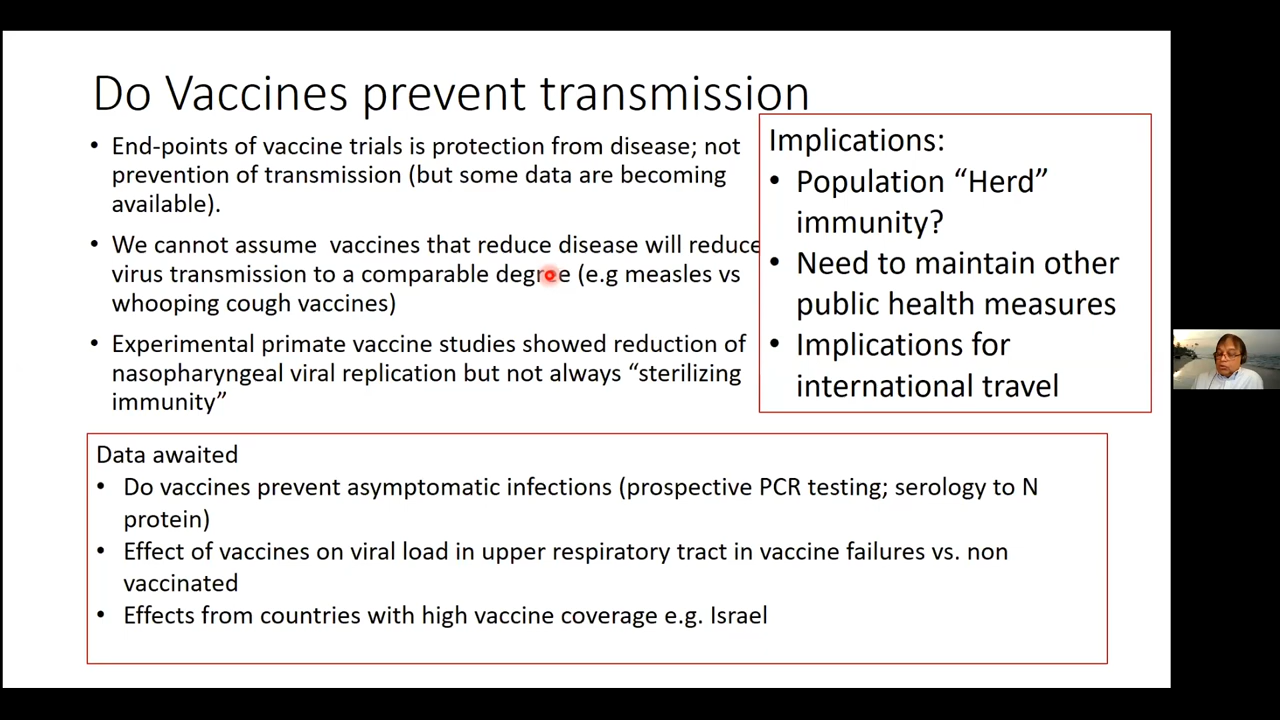 Do Vaccines prevent transmission
• End-points of vaccine trials is protection from disease; not
prevention of transmission (but some data are becoming
available).
• We cannot assume  vaccines that reduce disease will reduce
virus transmission to a comparable degree (e.g measles vs
whooping cough vaccines)
• Experimental primate vaccine studies showed reduction of
nasopharyngeal viral replication but not always “sterilizing
immunity”
Implications:
• Population “Herd”
immunity?
• Need to maintain other
public health measures
• Implications for
international travel
Data awaited
• Do vaccines prevent asymptomatic infections (prospective PCR testing; serology to N
protein)
• Effect of vaccines on viral load in upper respiratory tract in vaccine failures vs. non
vaccinated
• Effects from countries with high vaccine coverage e.g. Israel